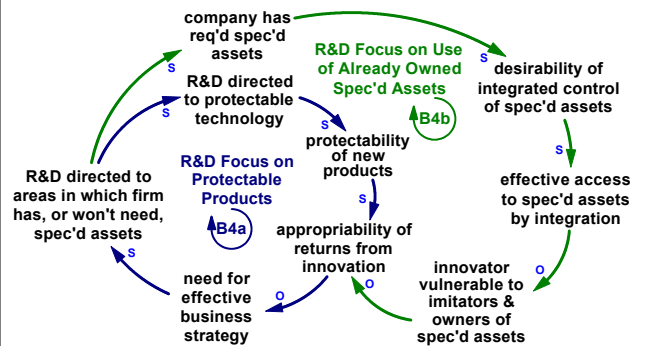 company has
req'd spec'd
assets
S
R&D Focus on Use
of Already Owned
Spec'd Assets
B4b
S
desirability of
integrated control
of spec'd assets
S
R&D directed
to protectable
technology
S
S
protectability
of new
products
S
effective access
to spec'd assets
by integration
R&D directed to
areas in which firm
has, or won't need,
spec'd assets
R&D Focus on
Protectable
Products
B4a
appropriability of
returns from
innovation
S
need for
effective
business
strategy
O
O
innovator
vulnerable to
imitators &
owners of
spec'd assets
O